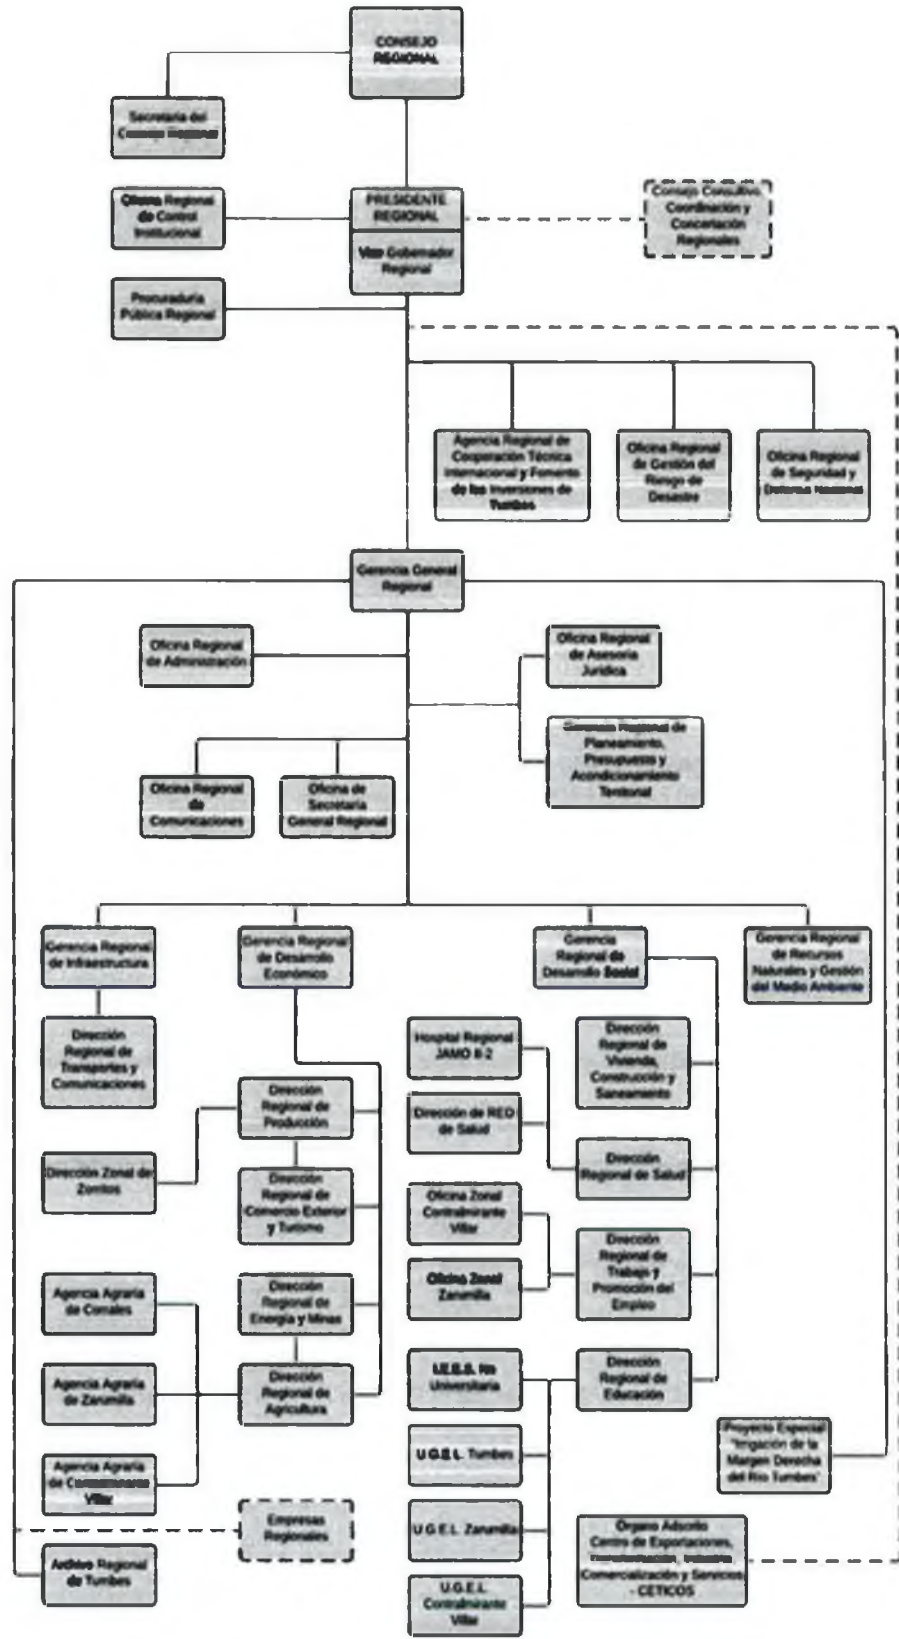 CONSEJO
REGIONAL
Secretaria del
Consejo Regional
Oficina Regional
de Control
Institucional
PRESIDENTE
REGIONAL
Vice Gobernador
Regional
Consejo Consultivo,
Coordinación y
Concertación
Regionales
Procuraduría
Pública Regional
Agencia Regional de
Cooperación Técnica
Internacional y Fomento
de las Inversiones de
Tumbes
Oficina Regional
de Gestión del
Riesgo de
Desastre
Oficina Regional
de Seguridad y
Defensa Nacional
Gerencia General
Regional
Oficina Regional
de Administración
Oficina Regional
de Asesoría
Jurídica
Gerencia Regional de
Planeamiento,
Presupuesto y
Acondicionamiento
Territorial
Oficina Regional
de
Comunicaciones
Oficina de
Secretaría
General Regional
Gerencia Regional
de Infraestructura
Gerencia Regional
de Desarrollo
Económico
Gerencia
Regional de
Desarrollo Social
Gerencia Regional
de Recursos
Naturales y Gestión
del Medio Ambiente
Dirección
Regional de
Transportes y
Comunicaciones
Hospital Regional
JAMO II-2
Dirección
Regional de
Vivienda,
Construcción y
Saneamiento
Dirección
Regional de
Producción
Dirección de RED
de Salud
Dirección Zonal de
Zorritos
Dirección
Regional de
Comercio Exterior
y Turismo
Dirección
Regional de Salud
Oficina Zonal
Contralmirante
Villar
Oficina Zonal
Zarumilla
Dirección
Regional de
Trabajo y
Promoción del
Empleo
Agencia Agraria
de Corrales
Dirección
Regional de
Energía y Minas
Agencia Agraria
de Zarumilla
Dirección
Regional de
Agricultura
I.E.S.S. No
Universitaria
Dirección
Regional de
Educación
Agencia Agraria
de Contralmirante
Villar
U.G.E.L. Tumbes
Proyecto Especial
"Irrigación de la
Margen Derecha
del Río Tumbes"
Empresas
Regionales
U.G.E.L. Zarumilla
Órgano Adscrito
Centro de Exportaciones,
Transformación, Industria
Comercialización y Servicios
- CETICOS
Archivo Regional
de Tumbes
U.G.E.L.
Contralmirante
Villar